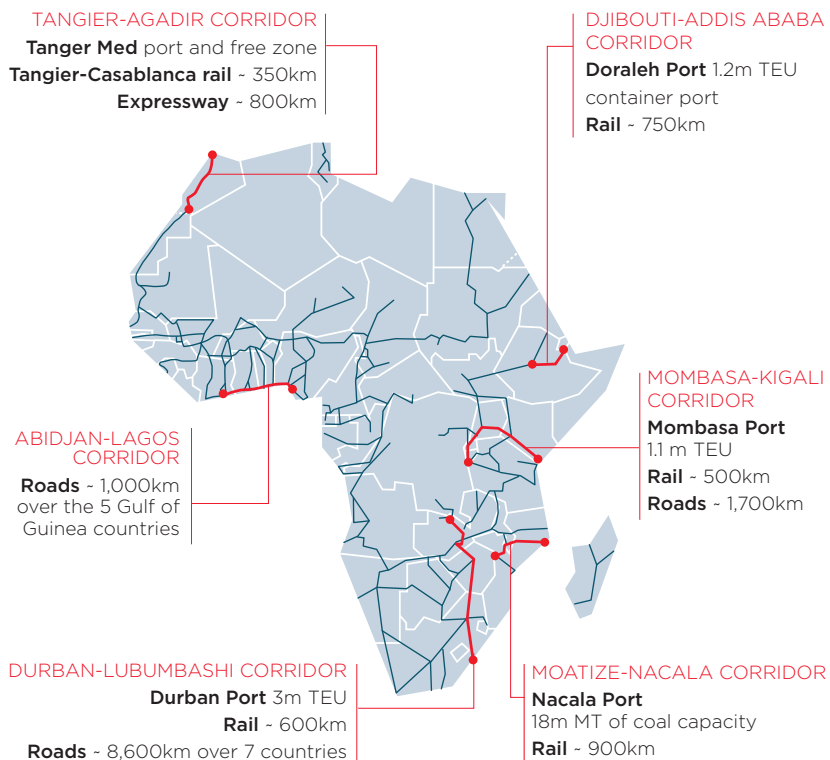 TANGIER-AGADIR CORRIDOR
Tanger Med port and free zone
Tangier-Casablanca rail ~ 350km
Expressway ~ 800km
DJIBOUTI-ADDIS ABABA
CORRIDOR
Doraleh Port 1.2m TEU
container port
Rail ~ 750km
MOMBASA-KIGALI
CORRIDOR
Mombasa Port
1.1 m TEU
Rail ~ 500km
Roads ~ 1,700km
ABIDJAN-LAGOS
CORRIDOR
Roads ~ 1,000km
over the 5 Gulf of
Guinea countries
DURBAN-LUBUMBASHI CORRIDOR
Durban Port 3m TEU
Rail ~ 600km
Roads ~ 8,600km over 7 countries
MOATIZE-NACALA CORRIDOR
Nacala Port
18m MT of coal capacity
Rail ~ 900km